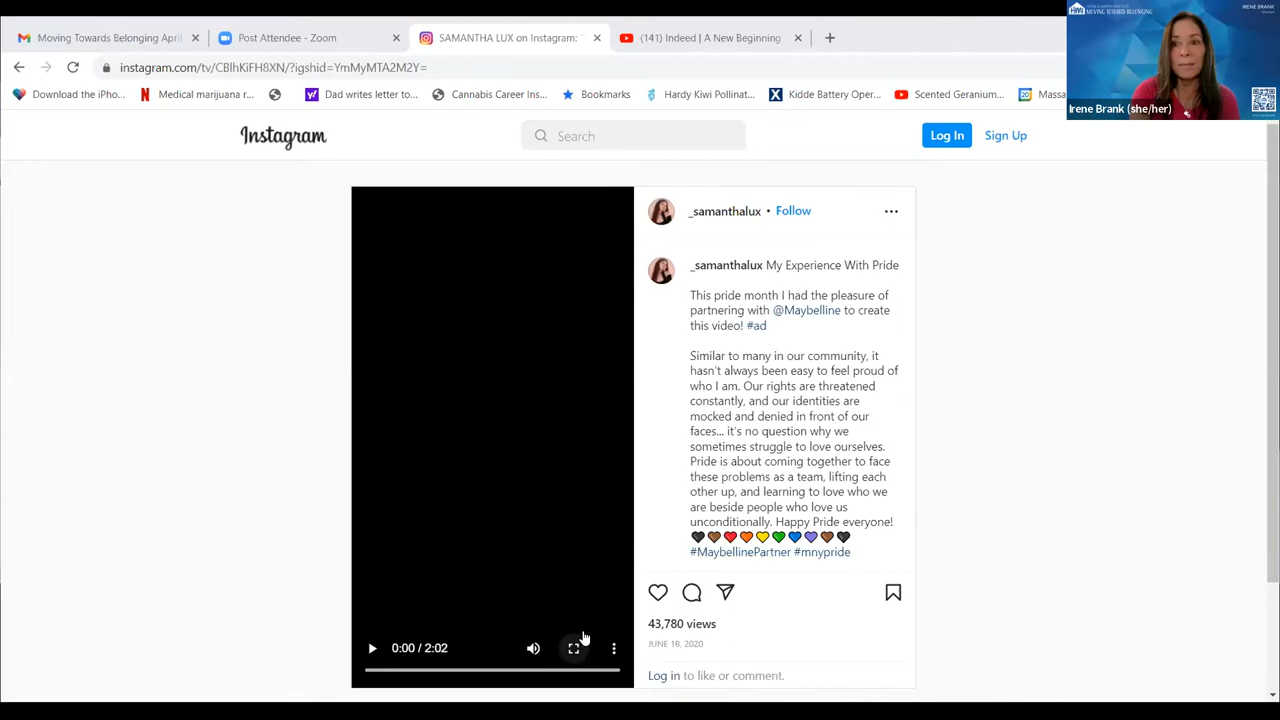 Moving Towards Belonging April
Post Attendee - Zoom
SAMANTHA LUX on Instagram:
(141) Indeed | A New Beginning
instagram.com/tv/CBlhKiFH8XN/?igshid=YmMyMTA2M2Y=
Download the iPho...
Medical marijuana r...
Dad writes letter to...
Cannabis Career Ins...
Bookmarks
Hardy Kiwi Pollinat...
Kidde Battery Oper...
Scented Geranium...
Massa
MOVING TOWARD BELONGING
IRENE BRANK
Irene Brank (she/her)
Instagram
Search
Log In
Sign Up
_samanthalux • Follow
_samanthalux My Experience With Pride
This pride month I had the pleasure of
partnering with @Maybelline to create
this video! #ad
Similar to many in our community, it
hasn't always been easy to feel proud of
who I am. Our rights are threatened
constantly, and our identities are
mocked and denied in front of our
faces... it's no question why we
sometimes struggle to love ourselves.
Pride is about coming together to face
these problems as a team, lifting each
other up, and learning to love who we
are beside people who love us
unconditionally. Happy Pride everyone!
🖤🤎❤️🧡💛💚💙💜🤎🖤
#MaybellinePartner #mnypride
43,780 views
JUNE 18, 2020
Log in to like or comment.
0:00 / 2:02